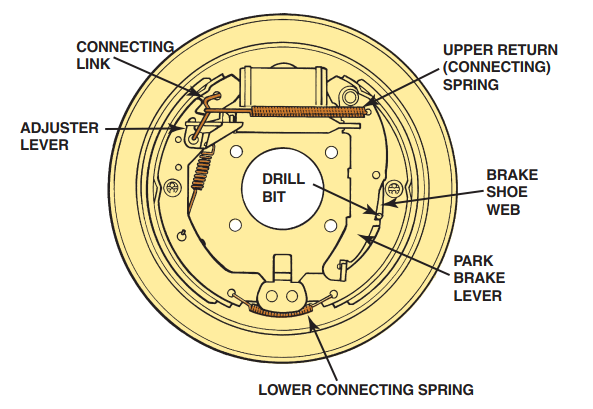 CONNECTING
LINK
UPPER RETURN
(CONNECTING)
SPRING
ADJUSTER
LEVER
DRILL
BIT
BRAKE
SHOE
WEB
PARK
BRAKE
LEVER
LOWER CONNECTING SPRING